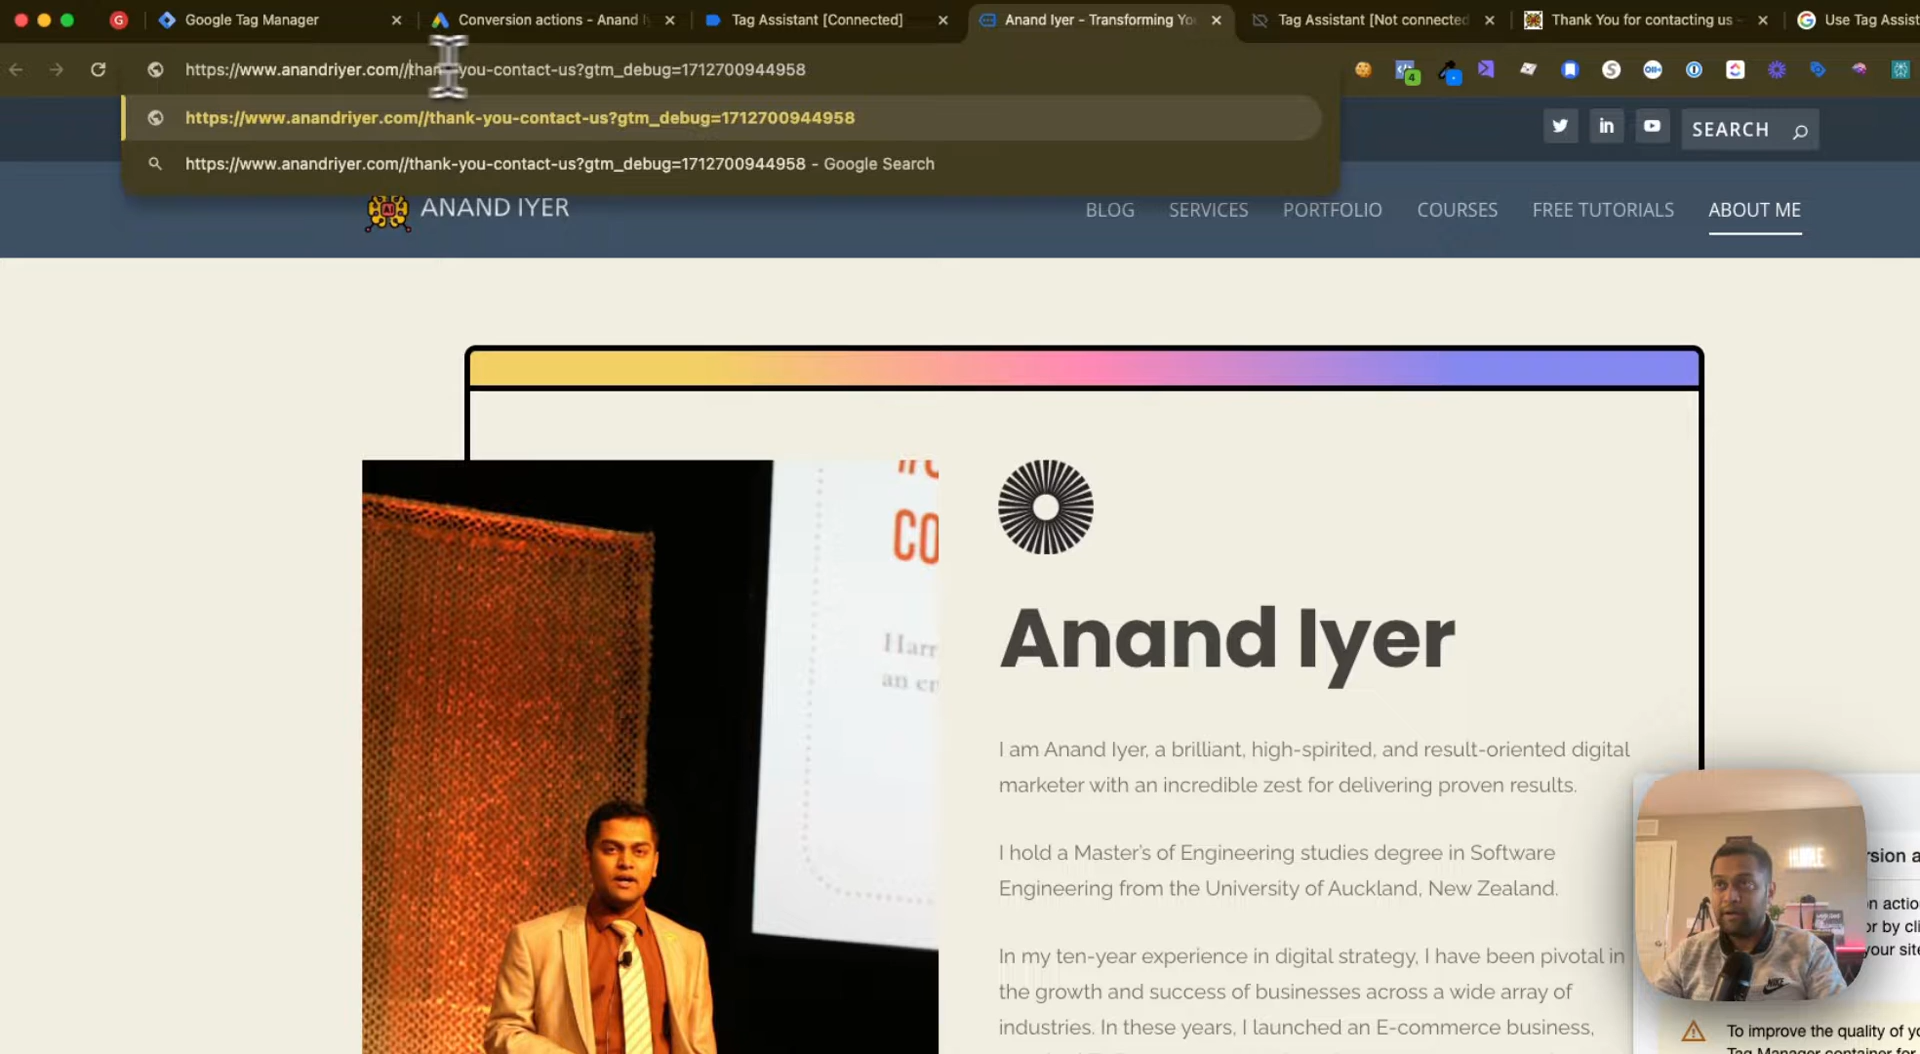 Google Tag Manager
Conversion actions - Anand I
Tag Assistant [Connected]
Anand Iyer - Transforming Yo
Tag Assistant [Not connected
Thank You for contacting us -
Use Tag Assist
https://www.anandriyer.com//thank-you-contact-us?gtm_debug=1712700944958
4
https://www.anandriyer.com//thank-you-contact-us?gtm_debug=1712700944958
https://www.anandriyer.com//thank-you-contact-us?gtm_debug=1712700944958 - Google Search
SEARCH
AI
ANAND IYER
BLOG SERVICES PORTFOLIO COURSES FREE TUTORIALS ABOUT ME
CO
Harr
an en
Anand Iyer
I am Anand Iyer, a brilliant, high-spirited, and result-oriented digital
marketer with an incredible zest for delivering proven results.
I hold a Master's of Engineering studies degree in Software
Engineering from the University of Auckland, New Zealand.
In my ten-year experience in digital strategy, I have been pivotal in
the growth and success of businesses across a wide array of
industries. In these years, I launched an E-commerce business,
rsion a
n actio
or by cli
your site
NIKE
To improve the quality of yo
Tag Manager container for